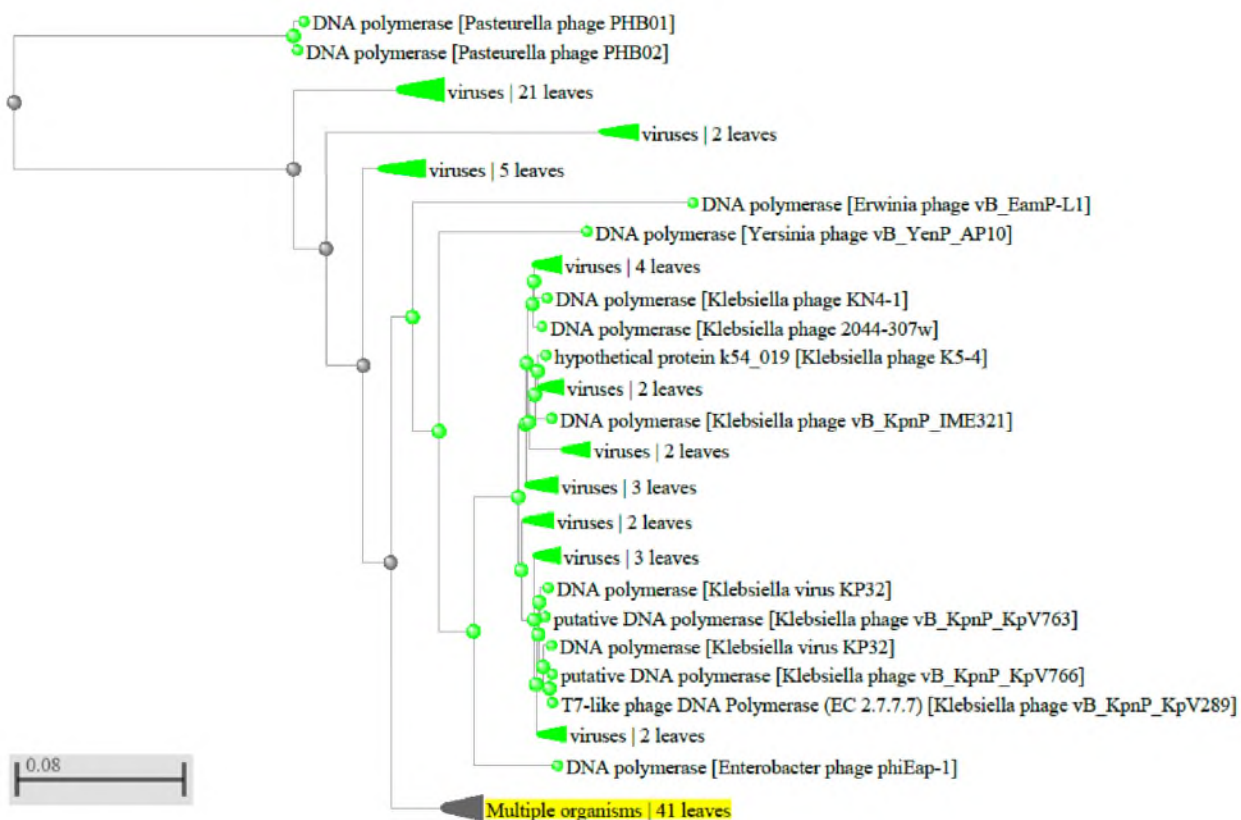 DNA polymerase [Pasteurella phage PHB01]
DNA polymerase [Pasteurella phage PHB02]
viruses | 21 leaves
viruses | 2 leaves
viruses | 5 leaves
DNA polymerase [Erwinia phage vB_EamP-L1]
DNA polymerase [Yersinia phage vB_YenP_AP10]
viruses | 4 leaves
DNA polymerase [Klebsiella phage KN4-1]
DNA polymerase [Klebsiella phage 2044-307w]
hypothetical protein k54_019 [Klebsiella phage K5-4]
viruses | 2 leaves
DNA polymerase [Klebsiella phage vB_KpnP_IME321]
viruses | 2 leaves
viruses | 3 leaves
viruses | 2 leaves
viruses | 3 leaves
DNA polymerase [Klebsiella virus KP32]
putative DNA polymerase [Klebsiella phage vB_KpnP_KpV763]
DNA polymerase [Klebsiella virus KP32]
putative DNA polymerase [Klebsiella phage vB_KpnP_KpV766]
T7-like phage DNA Polymerase (EC 2.7.7.7) [Klebsiella phage vB_KpnP_KpV289]
viruses | 2 leaves
DNA polymerase [Enterobacter phage phiEap-1]
0.08
Multiple organisms | 41 leaves